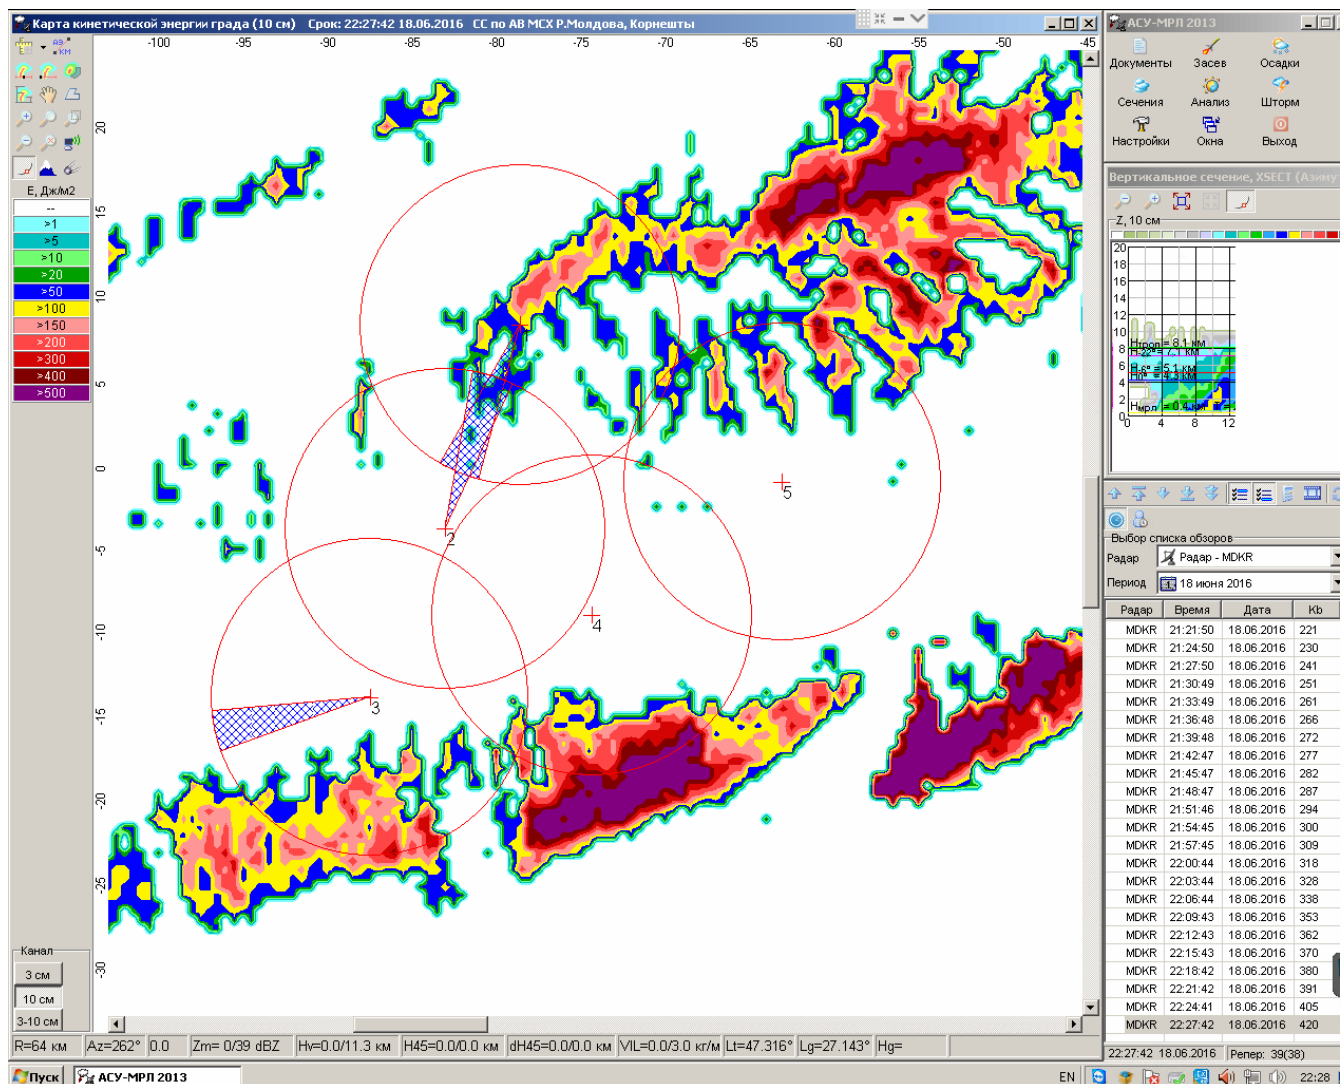 Карта кинетической энергии града (10 см) Срок: 22:27:42 18.06.2016 СС по АВ МСХ Р.Молдова, Корнешты
-100 -95 -90 -85 -80 -75 -70 -65 -60 -55 -50 -45
20
15
10
5
0
-5
-10
-15
-20
-25
-30
E, Дж/м2
--
>1
>5
>10
>20
>50
>100
>150
>200
>300
>400
>500
2
3
4
5
Канал
3 см
10 см
3-10 см
R=64 км Az=262° 0.0 Zm= 0/39 dBZ Hv=0.0/11.3 км H45=0.0/0.0 км dH45=0.0/0.0 км VIL=0.0/3.0 кг/м Lt=47.316° Lg=27.143° Hg=
АСУ-МРЛ 2013
Документы Засев Осадки
Сечения Анализ Шторм
Настройки Окна Выход
Вертикальное сечение, XSECT (Азиму
Z, 10 см
20
18
16
14
12
10
8
6
4
2
0
Hтроп = 8.1 км
H-22° = 7.1 км
H-6° = 5.1 км
Hмрл = 0.4 км
0 4 8 12
Выбор списка обзоров
Радар Радар - MDKR
Период 18 июня 2016
Радар Время Дата Kb
MDKR 21:21:50 18.06.2016 221
MDKR 21:24:50 18.06.2016 230
MDKR 21:27:50 18.06.2016 241
MDKR 21:30:49 18.06.2016 251
MDKR 21:33:49 18.06.2016 261
MDKR 21:36:48 18.06.2016 266
MDKR 21:39:48 18.06.2016 272
MDKR 21:42:47 18.06.2016 277
MDKR 21:45:47 18.06.2016 282
MDKR 21:48:47 18.06.2016 287
MDKR 21:51:46 18.06.2016 294
MDKR 21:54:45 18.06.2016 300
MDKR 21:57:45 18.06.2016 309
MDKR 22:00:44 18.06.2016 318
MDKR 22:03:44 18.06.2016 328
MDKR 22:06:44 18.06.2016 338
MDKR 22:09:43 18.06.2016 353
MDKR 22:12:43 18.06.2016 362
MDKR 22:15:43 18.06.2016 370
MDKR 22:18:42 18.06.2016 380
MDKR 22:21:42 18.06.2016 391
MDKR 22:24:41 18.06.2016 405
MDKR 22:27:42 18.06.2016 420
22:27:42 18.06.2016 Репер: 39(38)
Пуск АСУ-МРЛ 2013 EN 22:28